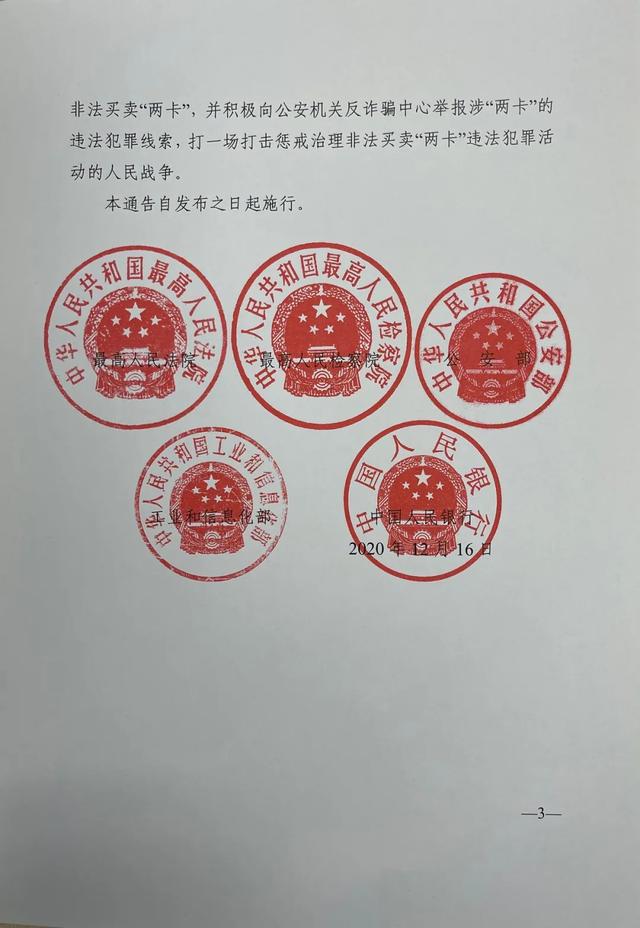 非法买卖“两卡”，并积极向公安机关反诈骗中心举报涉“两卡”的
违法犯罪线索，打一场打击惩戒治理非法买卖“两卡”违法犯罪活
动的人民战争。
本通告自发布之日起施行。
中华人民共和国最高人民法院
最高人民法院
中华人民共和国最高人民检察院
最高人民检察院
中华人民共和国公安部
公安部
中华人民共和国工业和信息化部
工业和信息化部
中国人民银行
中国人民银行
2020年12月16日
—3—